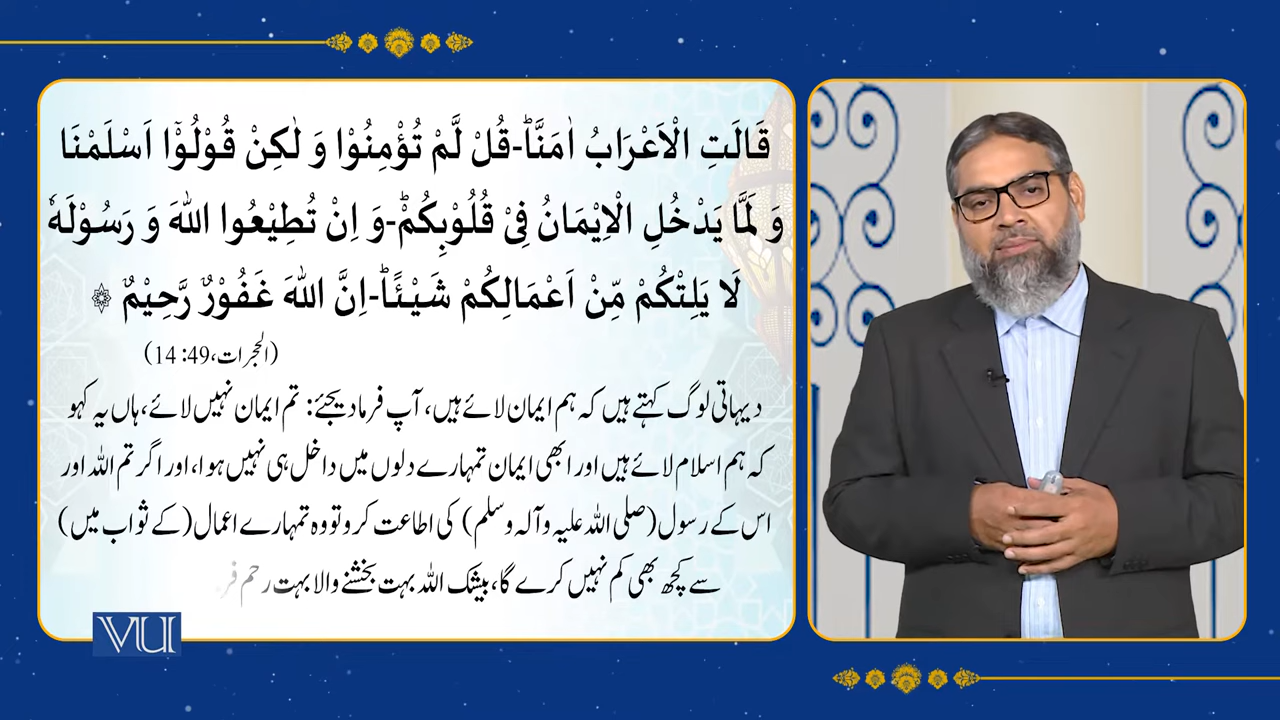 قَالَتِ الْاَعْرَابُ اٰمَنَّاؕ-قُلْ لَّمْ تُؤْمِنُوْا وَ لٰكِنْ قُوْلُوْۤا اَسْلَمْنَا
وَ لَمَّا یَدْخُلِ الْاِیْمَانُ فِیْ قُلُوْبِكُمْؕ-وَ اِنْ تُطِیْعُوا اللّٰهَ وَ رَسُوْلَهٗ
لَا یَلِتْكُمْ مِّنْ اَعْمَالِكُمْ شَیْــٴًـاؕ-اِنَّ اللّٰهَ غَفُوْرٌ رَّحِیْمٌ
(الحجرات،49: 14)
دیہاتی لوگ کہتے ہیں کہ ہم ایمان لائے ہیں، آپ فرما دیجئے: تم ایمان نہیں لائے، ہاں یہ کہو
کہ ہم اسلام لائے ہیں اور ابھی ایمان تمہارے دلوں میں داخل ہی نہیں ہوا، اور اگر تم اللہ اور
اس کے رسول (صلی اللہ علیہ وآلہ وسلم) کی اطاعت کرو تو وہ تمہارے اعمال (کے ثواب میں)
سے کچھ بھی کم نہیں کرے گا، بیشک اللہ بہت بخشنے والا بہت رحم فر
VU